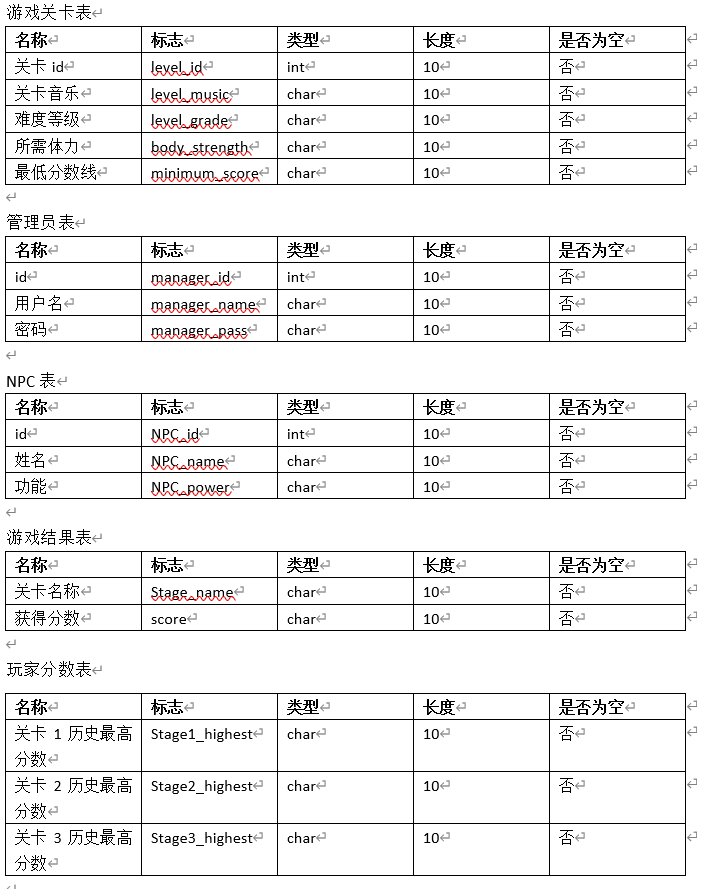 游戏关卡表
名称 标志 类型 长度 是否为空
关卡 id level_id int 10 否
关卡音乐 level_music char 10 否
难度等级 level_grade char 10 否
所需体力 body_strength char 10 否
最低分数线 minimum_score char 10 否
管理员表
名称 标志 类型 长度 是否为空
id manager_id int 10 否
用户名 manager_name char 10 否
密码 manager_pass char 10 否
NPC 表
名称 标志 类型 长度 是否为空
id NPC_id int 10 否
姓名 NPC_name char 10 否
功能 NPC_power char 10 否
游戏结果表
名称 标志 类型 长度 是否为空
关卡名称 Stage_name char 10 否
获得分数 score char 10 否
玩家分数表
名称 标志 类型 长度 是否为空
关卡 1 历史最高 Stage1_highest char 10 否
分数
关卡 2 历史最高 Stage2_highest char 10 否
分数
关卡 3 历史最高 Stage3_highest char 10 否
分数